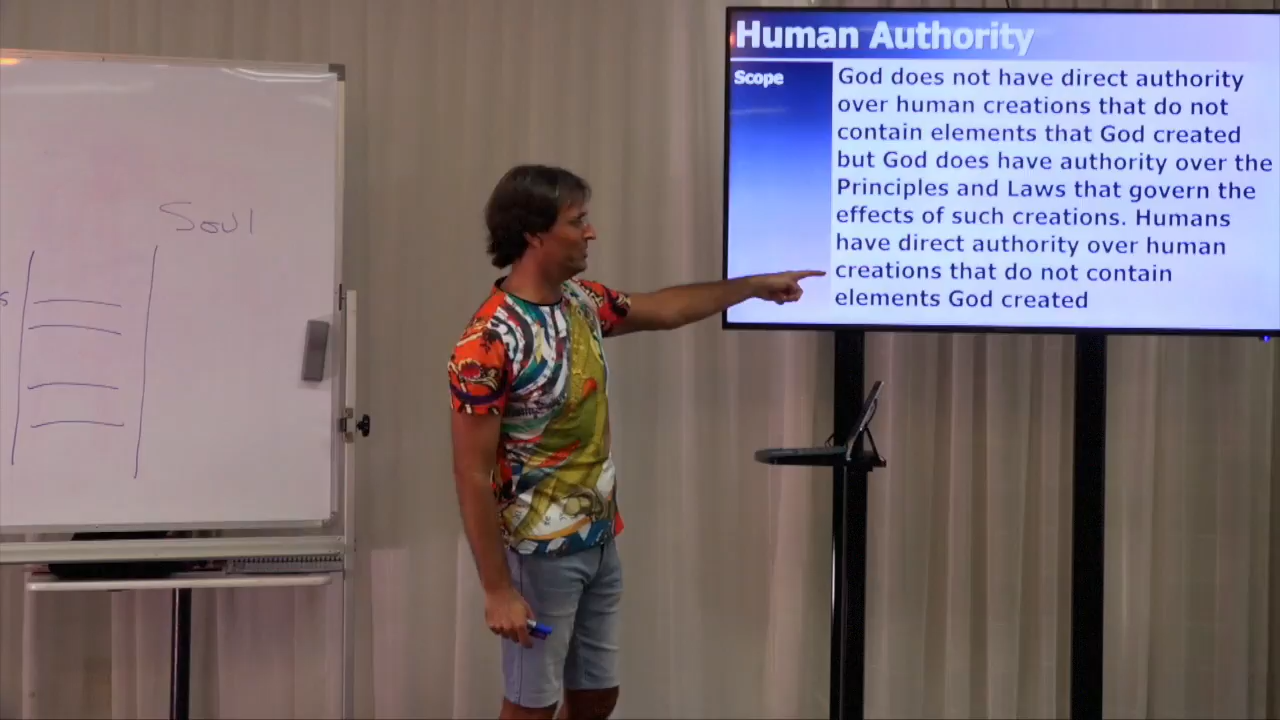 Human Authority
Scope
God does not have direct authority
over human creations that do not
contain elements that God created
but God does have authority over the
Principles and Laws that govern the
effects of such creations. Humans
have direct authority over human
creations that do not contain
elements God created
Soul
s